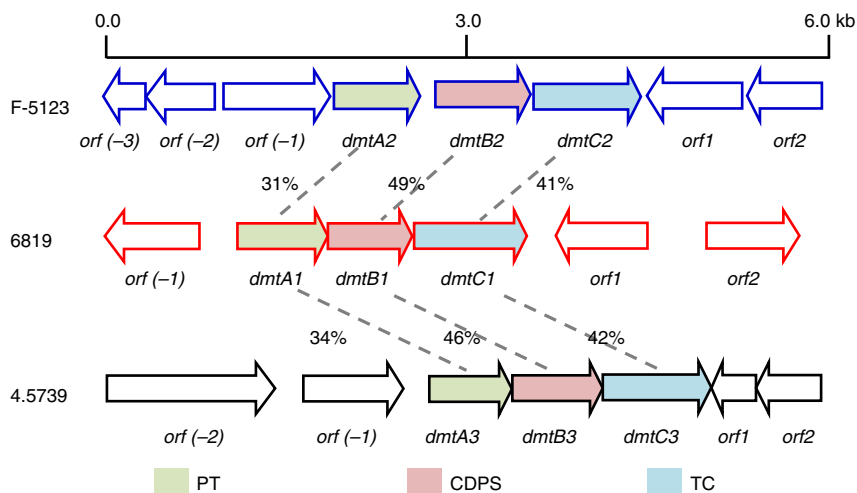 0.0 3.0 6.0 kb
F-5123
orf (–3) orf (–2) orf (–1) dmtA2 dmtB2 dmtC2 orf1 orf2
31% 49% 41%
6819
orf (–1) dmtA1 dmtB1 dmtC1 orf1 orf2
34% 46% 42%
4.5739
orf (–2) orf (–1) dmtA3 dmtB3 dmtC3 orf1 orf2
PT CDPS TC